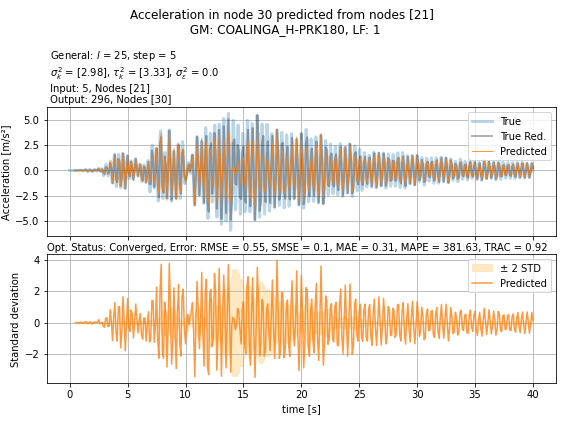 Acceleration in node 30 predicted from nodes [21]
GM: COALINGA_H-PRK180, LF: 1
General: l = 25, step = 5
σ²ₖ = [2.98], τ²ₖ = [3.33], σ²ε = 0.0
Input: 5, Nodes [21]
Output: 296, Nodes [30]
Acceleration [m/s²]
5.0
2.5
0.0
−2.5
−5.0
True
True Red.
Predicted
Opt. Status: Converged, Error: RMSE = 0.55, SMSE = 0.1, MAE = 0.31, MAPE = 381.63, TRAC = 0.92
Standard deviation
4
2
0
−2
± 2 STD
Predicted
0 5 10 15 20 25 30 35 40
time [s]